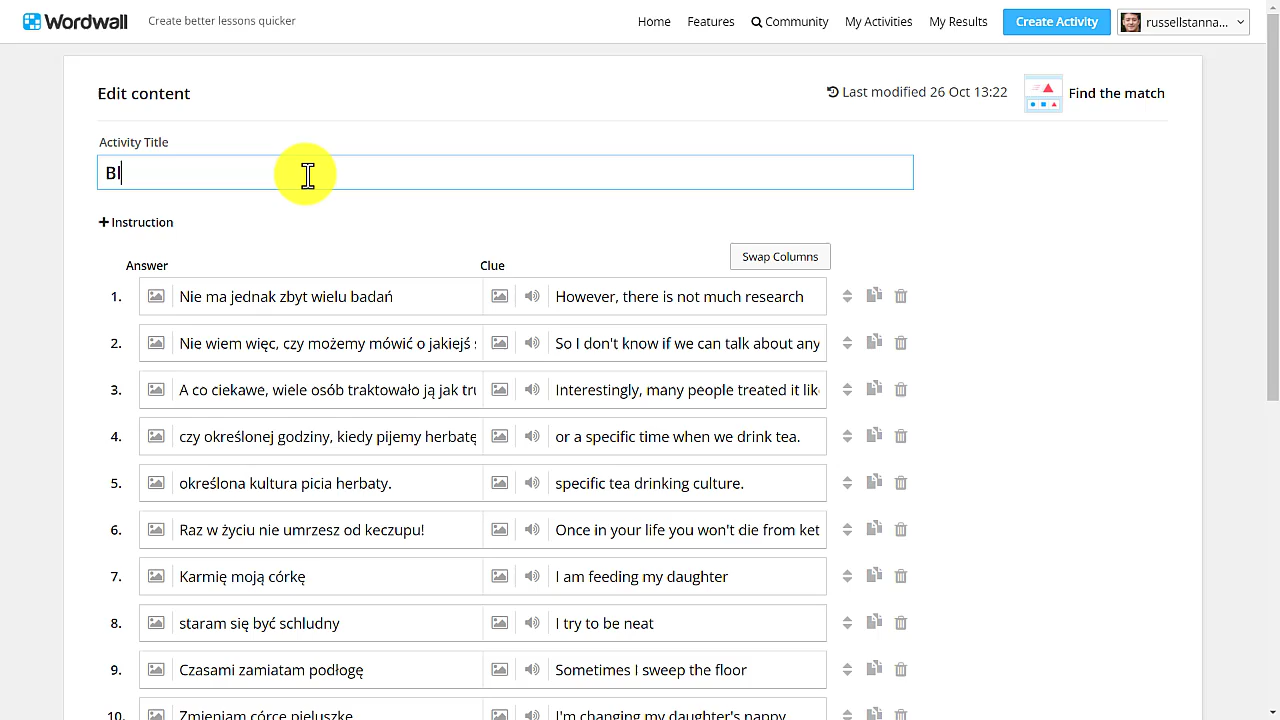 Wordwall Create better lessons quicker Home Features Community My Activities My Results Create Activity russellstanna...
Edit content Last modified 26 Oct 13:22 Find the match
Activity Title
Bl
Instruction
Answer Clue Swap Columns
1. Nie ma jednak zbyt wielu badań However, there is not much research
2. Nie wiem więc, czy możemy mówić o jakiejś So I don't know if we can talk about any
3. A co ciekawe, wiele osób traktowało ją jak Interestingly, many people treated it
4. czy określonej godziny, kiedy pijemy herbatę or a specific time when we drink tea.
5. określona kultura picia herbaty. specific tea drinking culture.
6. Raz w życiu nie umrzesz od keczupu! Once in your life you won't die from ket
7. Karmię moją córkę I am feeding my daughter
8. staram się być schludny I try to be neat
9. Czasami zamiatam podłogę Sometimes I sweep the floor
10. Zmieniam córce pieluszkę I'm changing my daughter's nappy